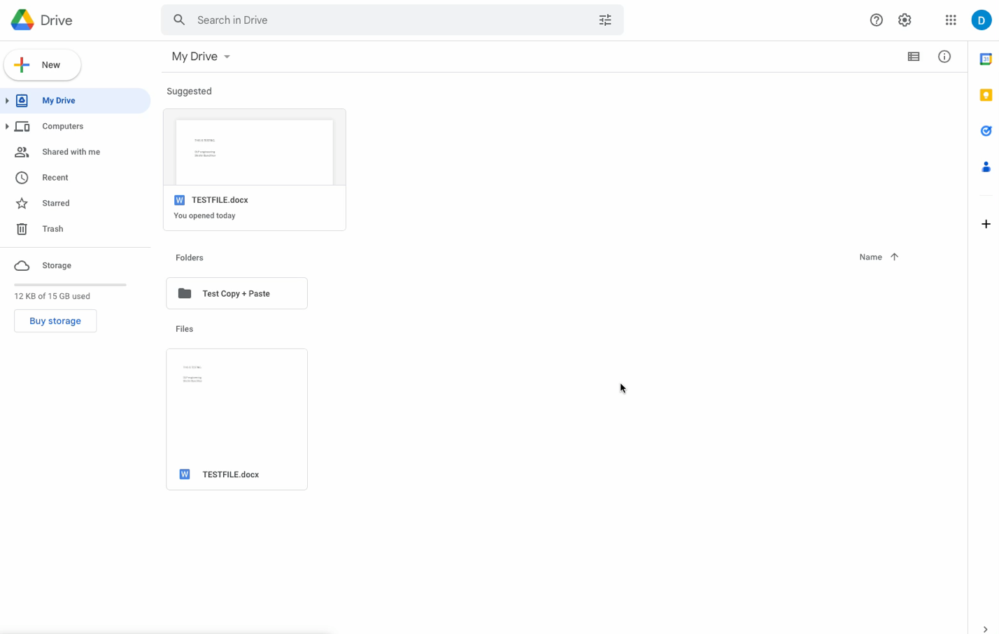 Drive
Search in Drive
D
New
My Drive
31
My Drive
Computers
Shared with me
Recent
Starred
Trash
Storage
12 KB of 15 GB used
Buy storage
Suggested
THIS IS TESTING.
W TESTFILE.docx
You opened today
Folders
Name
Test Copy + Paste
Files
THIS IS TESTING.
W TESTFILE.docx